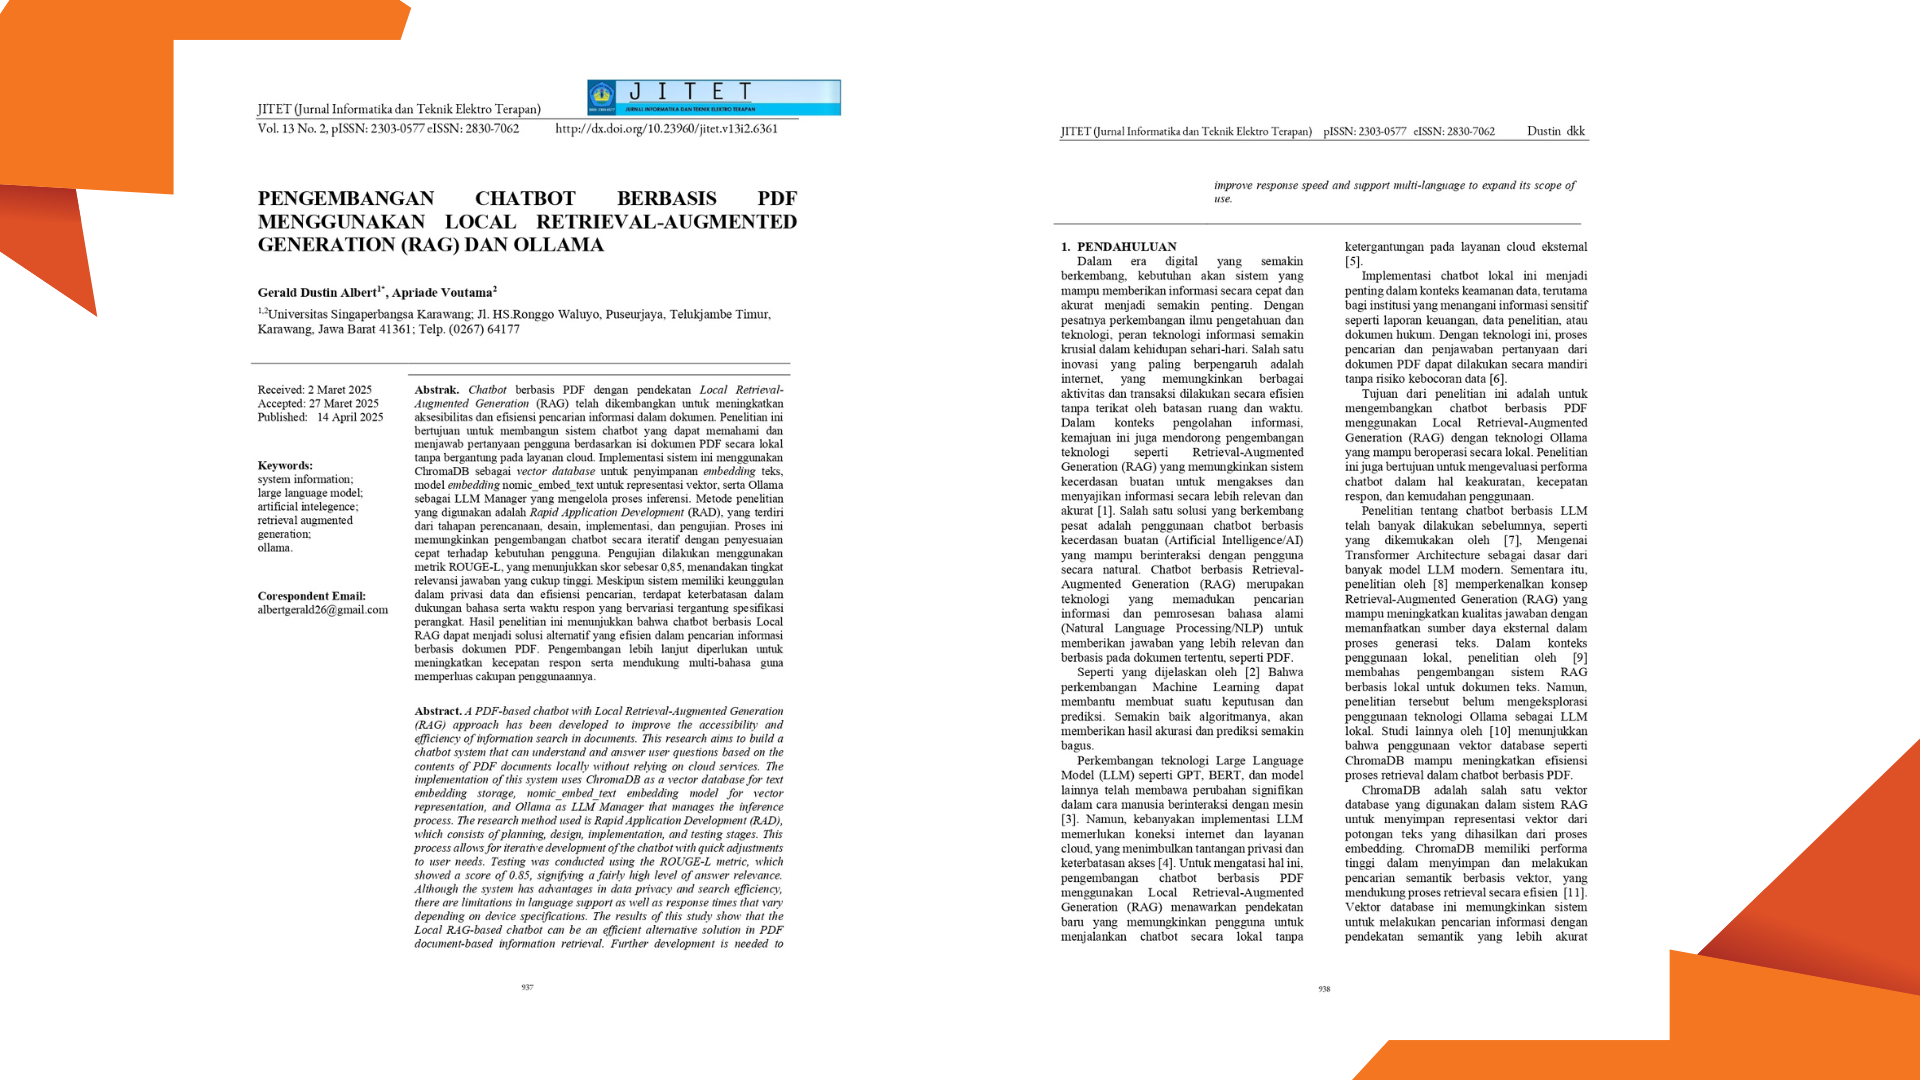 JITET (Jurnal Informatika dan Teknik Elektro Terapan)
J I T E T
JURNAL INFORMATIKA DAN TEKNIK ELEKTRO TERAPAN
Vol. 13 No. 2, pISSN: 2303-0577 eISSN: 2830-7062 http://dx.doi.org/10.23960/jitet.v13i2.6361
PENGEMBANGAN CHATBOT BERBASIS PDF
MENGGUNAKAN LOCAL RETRIEVAL-AUGMENTED
GENERATION (RAG) DAN OLLAMA
Gerald Dustin Albert1*, Apriade Voutama2
1,2Universitas Singaperbangsa Karawang; Jl. HS.Ronggo Waluyo, Puseurjaya, Telukjambe Timur,
Karawang, Jawa Barat 41361; Telp. (0267) 64177
Received: 2 Maret 2025
Accepted: 27 Maret 2025
Published: 14 April 2025
Keywords:
system information;
large language model;
artificial intelegence;
retrieval augmented
generation;
ollama.
Corespondent Email:
albertgerald26@gmail.com
Abstrak. Chatbot berbasis PDF dengan pendekatan Local Retrieval-
Augmented Generation (RAG) telah dikembangkan untuk meningkatkan
aksesibilitas dan efisiensi pencarian informasi dalam dokumen. Penelitian ini
bertujuan untuk membangun sistem chatbot yang dapat memahami dan
menjawab pertanyaan pengguna berdasarkan isi dokumen PDF secara lokal
tanpa bergantung pada layanan cloud. Implementasi sistem ini menggunakan
ChromaDB sebagai vector database untuk penyimpanan embedding teks,
model embedding nomic_embed_text untuk representasi vektor, serta Ollama
sebagai LLM Manager yang mengelola proses inferensi. Metode penelitian
yang digunakan adalah Rapid Application Development (RAD), yang terdiri
dari tahapan perencanaan, desain, implementasi, dan pengujian. Proses ini
memungkinkan pengembangan chatbot secara iteratif dengan penyesuaian
cepat terhadap kebutuhan pengguna. Pengujian dilakukan menggunakan
metrik ROUGE-L, yang menunjukkan skor sebesar 0,85, menandakan tingkat
relevansi jawaban yang cukup tinggi. Meskipun sistem memiliki keunggulan
dalam privasi data dan efisiensi pencarian, terdapat keterbatasan dalam
dukungan bahasa serta waktu respon yang bervariasi tergantung spesifikasi
perangkat. Hasil penelitian ini menunjukkan bahwa chatbot berbasis Local
RAG dapat menjadi solusi alternatif yang efisien dalam pencarian informasi
berbasis dokumen PDF. Pengembangan lebih lanjut diperlukan untuk
meningkatkan kecepatan respon serta mendukung multi-bahasa guna
memperluas cakupan penggunaannya.
Abstract. A PDF-based chatbot with Local Retrieval-Augmented Generation
(RAG) approach has been developed to improve the accessibility and
efficiency of information search in documents. This research aims to build a
chatbot system that can understand and answer user questions based on the
contents of PDF documents locally without relying on cloud services. The
implementation of this system uses ChromaDB as a vector database for text
embedding storage, nomic_embed_text embedding model for vector
representation, and Ollama as LLM Manager that manages the inference
process. The research method used is Rapid Application Development (RAD),
which consists of planning, design, implementation, and testing stages. This
process allows for iterative development of the chatbot with quick adjustments
to user needs. Testing was conducted using the ROUGE-L metric, which
showed a score of 0.85, signifying a fairly high level of answer relevance.
Although the system has advantages in data privacy and search efficiency,
there are limitations in language support as well as response times that vary
depending on device specifications. The results of this study show that the
Local RAG-based chatbot can be an efficient alternative solution in PDF
document-based information retrieval. Further development is needed to
937
JITET (Jurnal Informatika dan Teknik Elektro Terapan) pISSN: 2303-0577 eISSN: 2830-7062 Dustin dkk
improve response speed and support multi-language to expand its scope of
use.
1. PENDAHULUAN
Dalam era digital yang semakin
berkembang, kebutuhan akan sistem yang
mampu memberikan informasi secara cepat dan
akurat menjadi semakin penting. Dengan
pesatnya perkembangan ilmu pengetahuan dan
teknologi, peran teknologi informasi semakin
krusial dalam kehidupan sehari-hari. Salah satu
inovasi yang paling berpengaruh adalah
internet, yang memungkinkan berbagai
aktivitas dan transaksi dilakukan secara efisien
tanpa terikat oleh batasan ruang dan waktu.
Dalam konteks pengolahan informasi,
kemajuan ini juga mendorong pengembangan
teknologi seperti Retrieval-Augmented
Generation (RAG) yang memungkinkan sistem
kecerdasan buatan untuk mengakses dan
menyajikan informasi secara lebih relevan dan
akurat [1]. Salah satu solusi yang berkembang
pesat adalah penggunaan chatbot berbasis
kecerdasan buatan (Artificial Intelligence/AI)
yang mampu berinteraksi dengan pengguna
secara natural. Chatbot berbasis Retrieval-
Augmented Generation (RAG) merupakan
teknologi yang memadukan pencarian
informasi dan pemrosesan bahasa alami
(Natural Language Processing/NLP) untuk
memberikan jawaban yang lebih relevan dan
berbasis pada dokumen tertentu, seperti PDF.
Seperti yang dijelaskan oleh [2] Bahwa
perkembangan Machine Learning dapat
membantu membuat suatu keputusan dan
prediksi. Semakin baik algoritmanya, akan
memberikan hasil akurasi dan prediksi semakin
bagus.
Perkembangan teknologi Large Language
Model (LLM) seperti GPT, BERT, dan model
lainnya telah membawa perubahan signifikan
dalam cara manusia berinteraksi dengan mesin
[3]. Namun, kebanyakan implementasi LLM
memerlukan koneksi internet dan layanan
cloud, yang menimbulkan tantangan privasi dan
keterbatasan akses [4]. Untuk mengatasi hal ini,
pengembangan chatbot berbasis PDF
menggunakan Local Retrieval-Augmented
Generation (RAG) menawarkan pendekatan
baru yang memungkinkan pengguna untuk
menjalankan chatbot secara lokal tanpa
ketergantungan pada layanan cloud eksternal
[5].
Implementasi chatbot lokal ini menjadi
penting dalam konteks keamanan data, terutama
bagi institusi yang menangani informasi sensitif
seperti laporan keuangan, data penelitian, atau
dokumen hukum. Dengan teknologi ini, proses
pencarian dan penjawaban pertanyaan dari
dokumen PDF dapat dilakukan secara mandiri
tanpa risiko kebocoran data [6].
Tujuan dari penelitian ini adalah untuk
mengembangkan chatbot berbasis PDF
menggunakan Local Retrieval-Augmented
Generation (RAG) dengan teknologi Ollama
yang mampu beroperasi secara lokal. Penelitian
ini juga bertujuan untuk mengevaluasi performa
chatbot dalam hal keakuratan, kecepatan
respon, dan kemudahan penggunaan.
Penelitian tentang chatbot berbasis LLM
telah banyak dilakukan sebelumnya, seperti
yang dikemukakan oleh [7], Mengenai
Transformer Architecture sebagai dasar dari
banyak model LLM modern. Sementara itu,
penelitian oleh [8] memperkenalkan konsep
Retrieval-Augmented Generation (RAG) yang
mampu meningkatkan kualitas jawaban dengan
memanfaatkan sumber daya eksternal dalam
proses generasi teks. Dalam konteks
penggunaan lokal, penelitian oleh [9]
membahas pengembangan sistem RAG
berbasis lokal untuk dokumen teks. Namun,
penelitian tersebut belum mengeksplorasi
penggunaan teknologi Ollama sebagai LLM
lokal. Studi lainnya oleh [10] menunjukkan
bahwa penggunaan vektor database seperti
ChromaDB mampu meningkatkan efisiensi
proses retrieval dalam chatbot berbasis PDF.
ChromaDB adalah salah satu vektor
database yang digunakan dalam sistem RAG
untuk menyimpan representasi vektor dari
potongan teks yang dihasilkan dari proses
embedding. ChromaDB memiliki performa
tinggi dalam menyimpan dan melakukan
pencarian semantik berbasis vektor, yang
mendukung proses retrieval secara efisien [11].
Vektor database ini memungkinkan sistem
untuk melakukan pencarian informasi dengan
pendekatan semantik yang lebih akurat
938